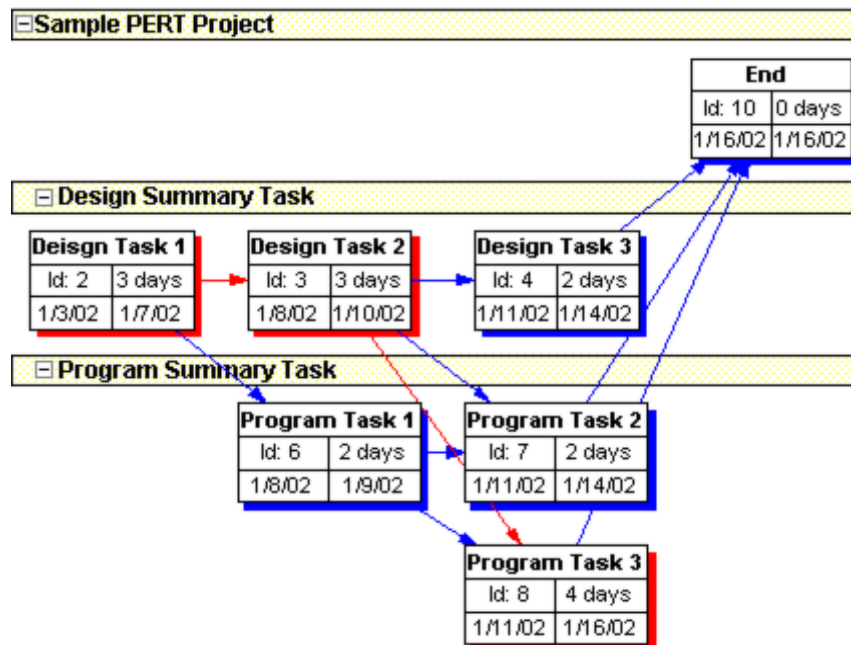 Sample PERT Project
End
Id: 10 0 days
1/16/02 1/16/02
Design Summary Task
Deisgn Task 1 Design Task 2 Design Task 3
Id: 2 3 days Id: 3 3 days Id: 4 2 days
1/3/02 1/7/02 1/8/02 1/10/02 1/11/02 1/14/02
Program Summary Task
Program Task 1 Program Task 2
Id: 6 2 days Id: 7 2 days
1/8/02 1/9/02 1/11/02 1/14/02
Program Task 3
Id: 8 4 days
1/11/02 1/16/02